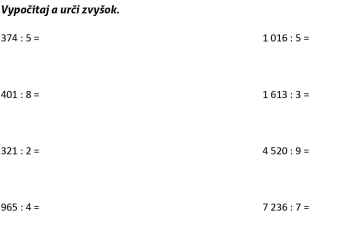 Vypočítaj a urči zvyšok.
374 : 5 = 1 016 : 5 =
401 : 8 = 1 613 : 3 =
321 : 2 = 4 520 : 9 =
965 : 4 = 7 236 : 7 =